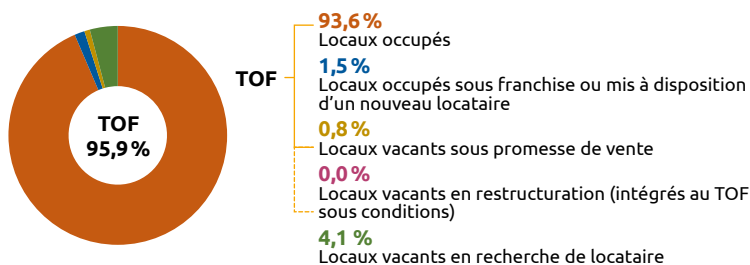 TOF
95,9 %
TOF
93,6 %
Locaux occupés
1,5 %
Locaux occupés sous franchise ou mis à disposition
d'un nouveau locataire
0,8 %
Locaux vacants sous promesse de vente
0,0 %
Locaux vacants en restructuration (intégrés au TOF
sous conditions)
4,1 %
Locaux vacants en recherche de locataire